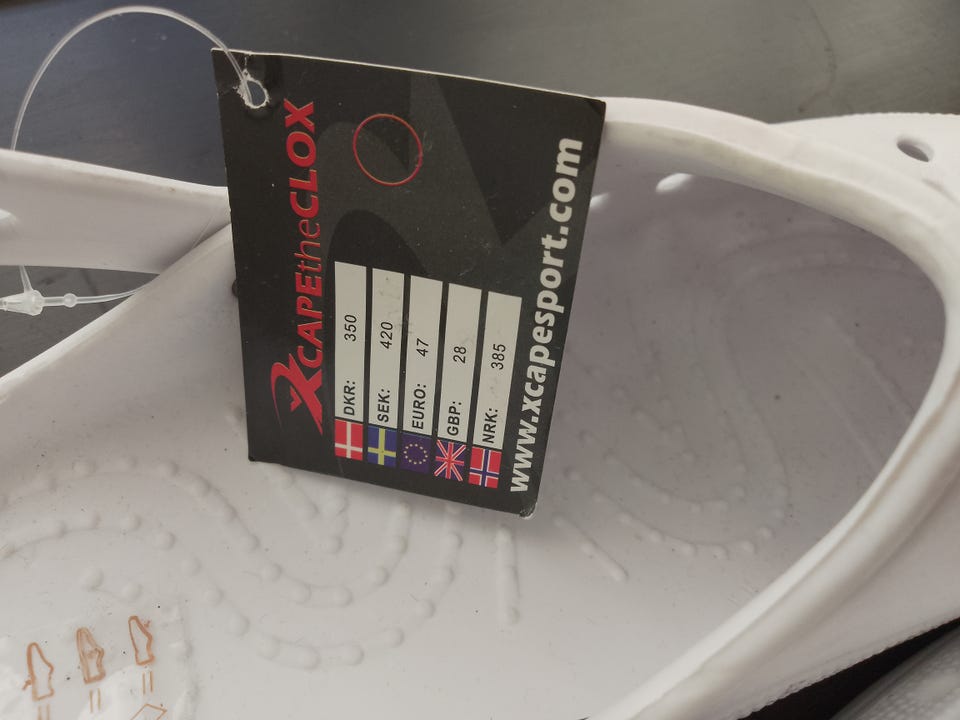 XCAPEtheCLOX
DKR: 350
SEK: 420
EURO: 47
GBP: 28
NRK: 385
www.xcapesport.com